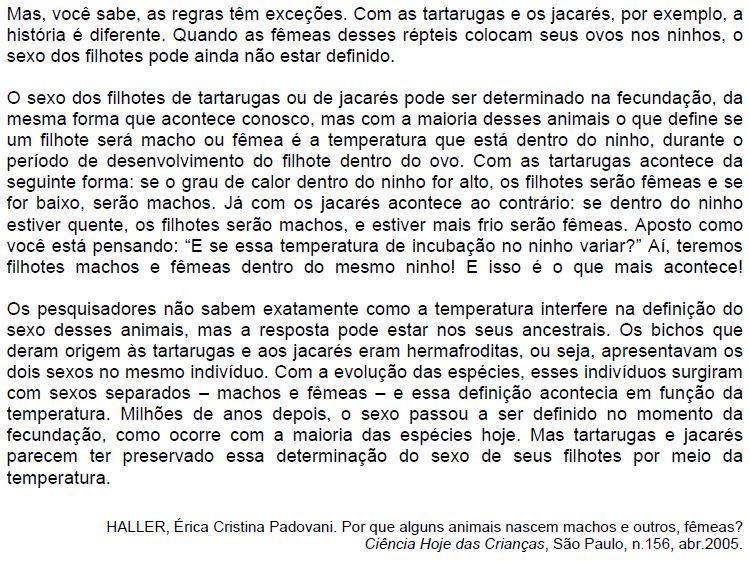 Mas, você sabe, as regras têm exceções. Com as tartarugas e os jacarés, por exemplo, a
história é diferente. Quando as fêmeas desses répteis colocam seus ovos nos ninhos, o
sexo dos filhotes pode ainda não estar definido.
O sexo dos filhotes de tartarugas ou de jacarés pode ser determinado na fecundação, da
mesma forma que acontece conosco, mas com a maioria desses animais o que define se
um filhote será macho ou fêmea é a temperatura que está dentro do ninho, durante o
período de desenvolvimento do filhote dentro do ovo. Com as tartarugas acontece da
seguinte forma: se o grau de calor dentro do ninho for alto, os filhotes serão fêmeas e se
for baixo, serão machos. Já com os jacarés acontece ao contrário: se dentro do ninho
estiver quente, os filhotes serão machos, e estiver mais frio serão fêmeas. Aposto como
você está pensando: “E se essa temperatura de incubação no ninho variar?” Aí, teremos
filhotes machos e fêmeas dentro do mesmo ninho! E isso é o que mais acontece!
Os pesquisadores não sabem exatamente como a temperatura interfere na definição do
sexo desses animais, mas a resposta pode estar nos seus ancestrais. Os bichos que
deram origem às tartarugas e aos jacarés eram hermafroditas, ou seja, apresentavam os
dois sexos no mesmo indivíduo. Com a evolução das espécies, esses indivíduos surgiram
com sexos separados – machos e fêmeas – e essa definição acontecia em função da
temperatura. Milhões de anos depois, o sexo passou a ser definido no momento da
fecundação, como ocorre com a maioria das espécies hoje. Mas tartarugas e jacarés
parecem ter preservado essa determinação do sexo de seus filhotes por meio da
temperatura.
HALLER, Érica Cristina Padovani. Por que alguns animais nascem machos e outros, fêmeas?
Ciência Hoje das Crianças, São Paulo, n.156, abr.2005.